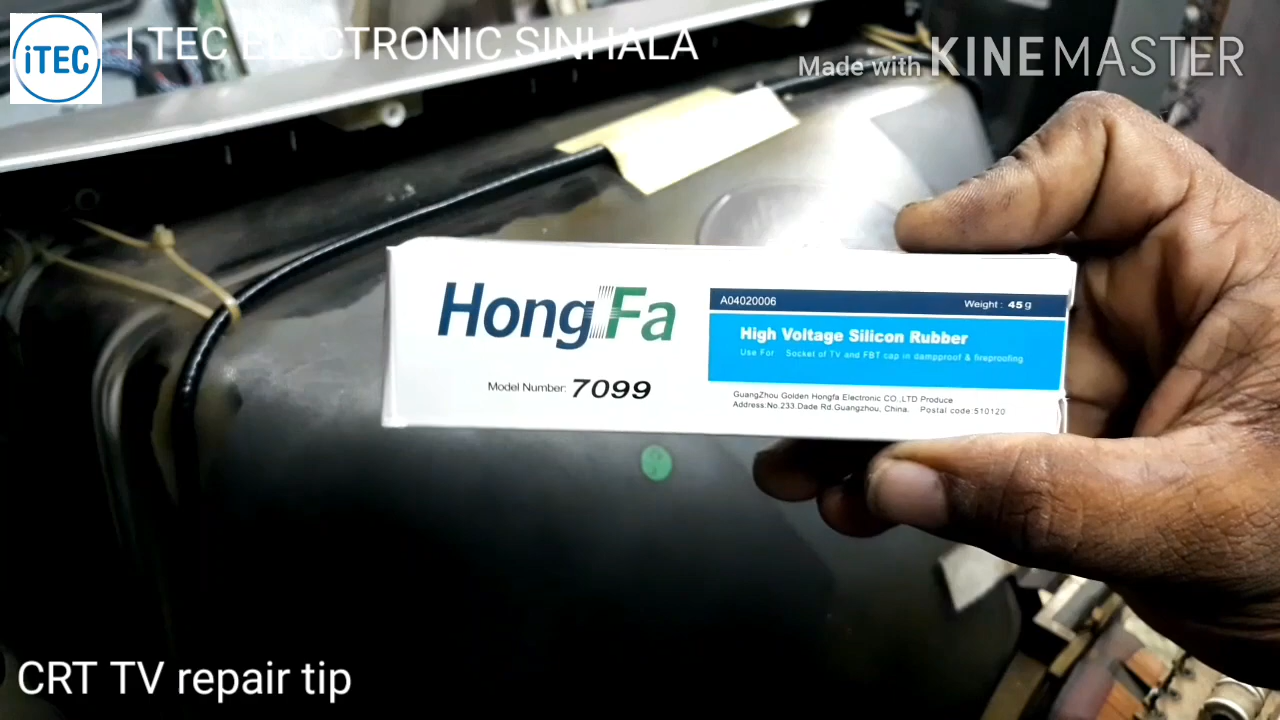 iTEC
I TEC ELECTRONIC SINHALA
Made with KINEMASTER
HongFa
Model Number: 7099
A04020006 Weight : 45 g
High Voltage Silicon Rubber
Use For Socket of TV and FBT cap in dampproof & fireproofing
GuangZhou Golden Hongfa Electronic CO.,LTD Produce
Address:No.233.Dade Rd.Guangzhou, China. Postal code:510120
CRT TV repair tip